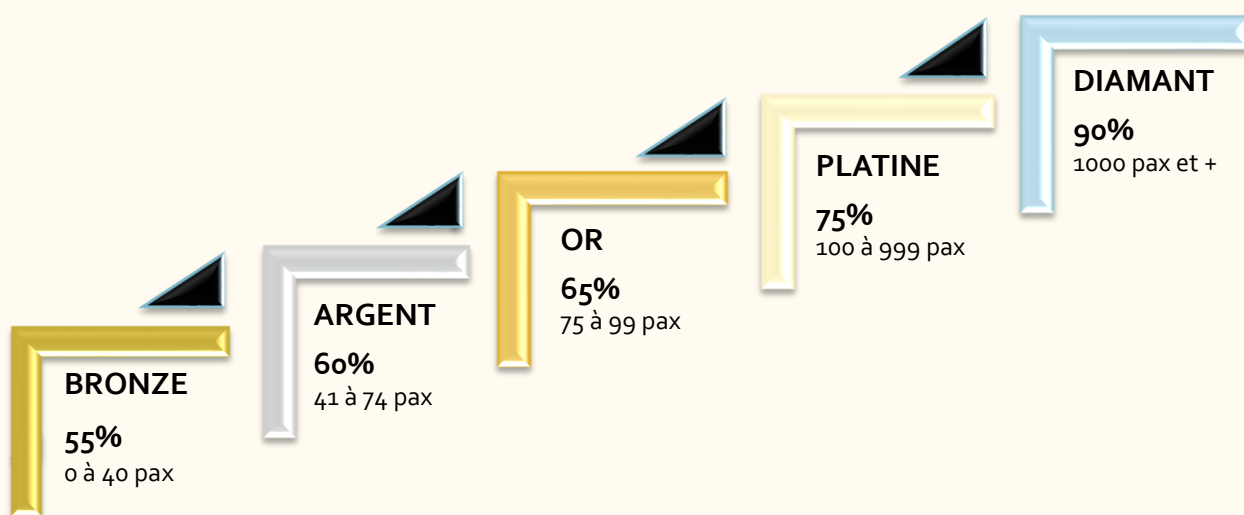 BRONZE
55%
0 à 40 pax
ARGENT
60%
41 à 74 pax
OR
65%
75 à 99 pax
PLATINE
75%
100 à 999 pax
DIAMANT
90%
1000 pax et +